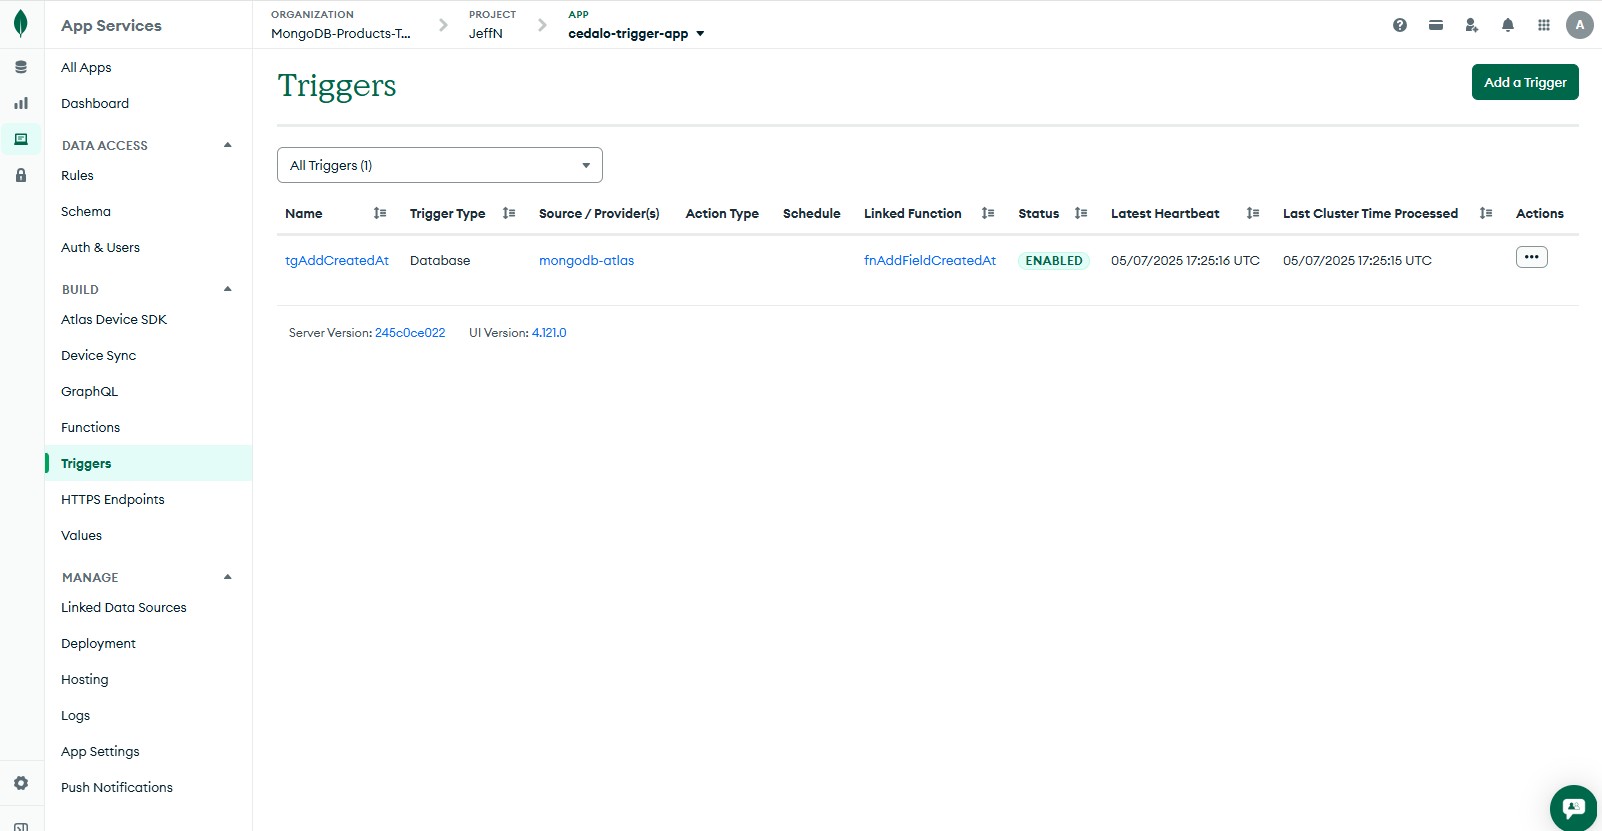 App Services
ORGANIZATION
MongoDB-Products-T...
PROJECT
JeffN
APP
cedalo-trigger-app
A
All Apps
Dashboard
DATA ACCESS
Rules
Schema
Auth & Users
BUILD
Atlas Device SDK
Device Sync
GraphQL
Functions
Triggers
HTTPS Endpoints
Values
MANAGE
Linked Data Sources
Deployment
Hosting
Logs
App Settings
Push Notifications
Triggers
Add a Trigger
All Triggers (1)
Name Trigger Type Source / Provider(s) Action Type Schedule Linked Function Status Latest Heartbeat Last Cluster Time Processed Actions
tgAddCreatedAt Database mongodb-atlas fnAddFieldCreatedAt ENABLED 05/07/2025 17:25:16 UTC 05/07/2025 17:25:15 UTC
Server Version: 245c0ce022 UI Version: 4.121.0